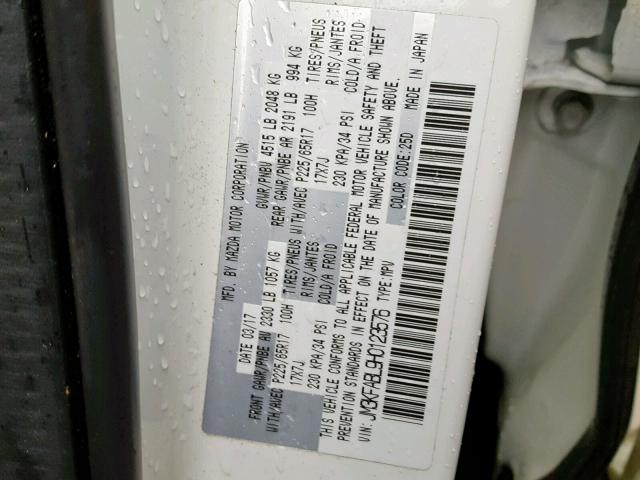 MFD. BY MAZDA MOTOR CORPORATION
DATE 03/17 GVWR/PNBV 4515 LB 2048 KG
FRONT GAWR/PNBE AV 2330 LB 1057 KG REAR GAWR/PNBE AR 2191 LB 994 KG
WITH/AVEC P225/65R17 100H TIRES/PNEUS WITH/AVEC P225/65R17 100H TIRES/PNEUS
17X7J RIMS/JANTES 17X7J RIMS/JANTES
230 KPA/34 PSI COLD/A FROID 230 KPA/34 PSI COLD/A FROID
THIS VEHICLE CONFORMS TO ALL APPLICABLE FEDERAL MOTOR VEHICLE SAFETY AND THEFT
PREVENTION STANDARDS IN EFFECT ON THE DATE OF MANUFACTURE SHOWN ABOVE.
VIN: JM3KFABL9H0123576 TYPE: MPV COLOR CODE: 25D MADE IN JAPAN